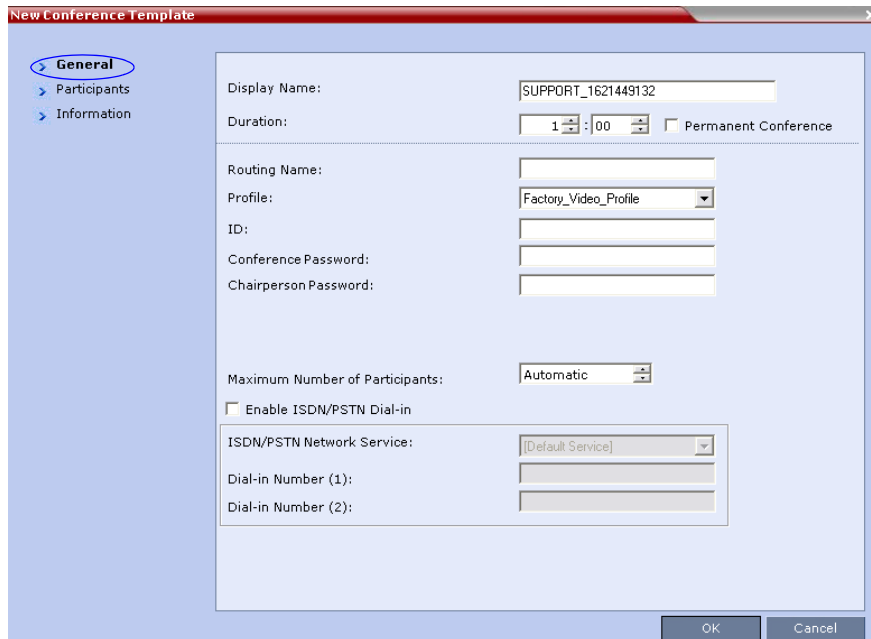 New Conference Template
General
Participants
Information
Display Name: SUPPORT_1621449132
Duration: 1 : 00 Permanent Conference
Routing Name:
Profile: Factory_Video_Profile
ID:
Conference Password:
Chairperson Password:
Maximum Number of Participants: Automatic
Enable ISDN/PSTN Dial-in
ISDN/PSTN Network Service: [Default Service]
Dial-in Number (1):
Dial-in Number (2):
OK Cancel